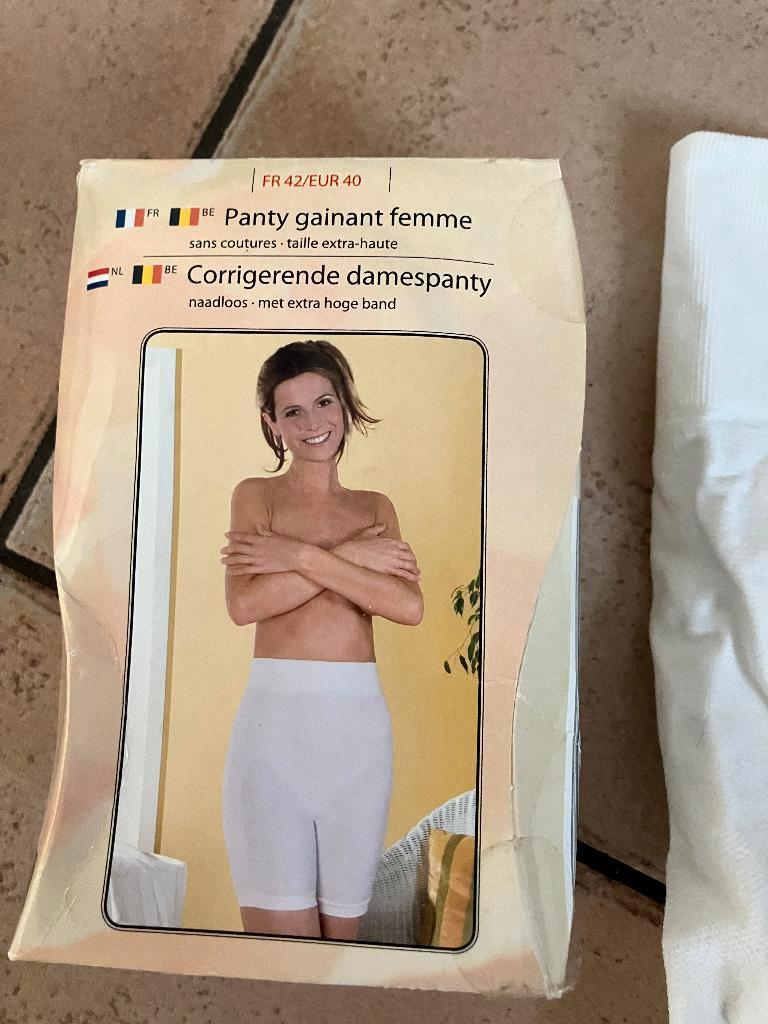 FR 42/EUR 40
FR BE Panty gainant femme
sans coutures · taille extra-haute
NL BE Corrigerende damespanty
naadloos · met extra hoge band